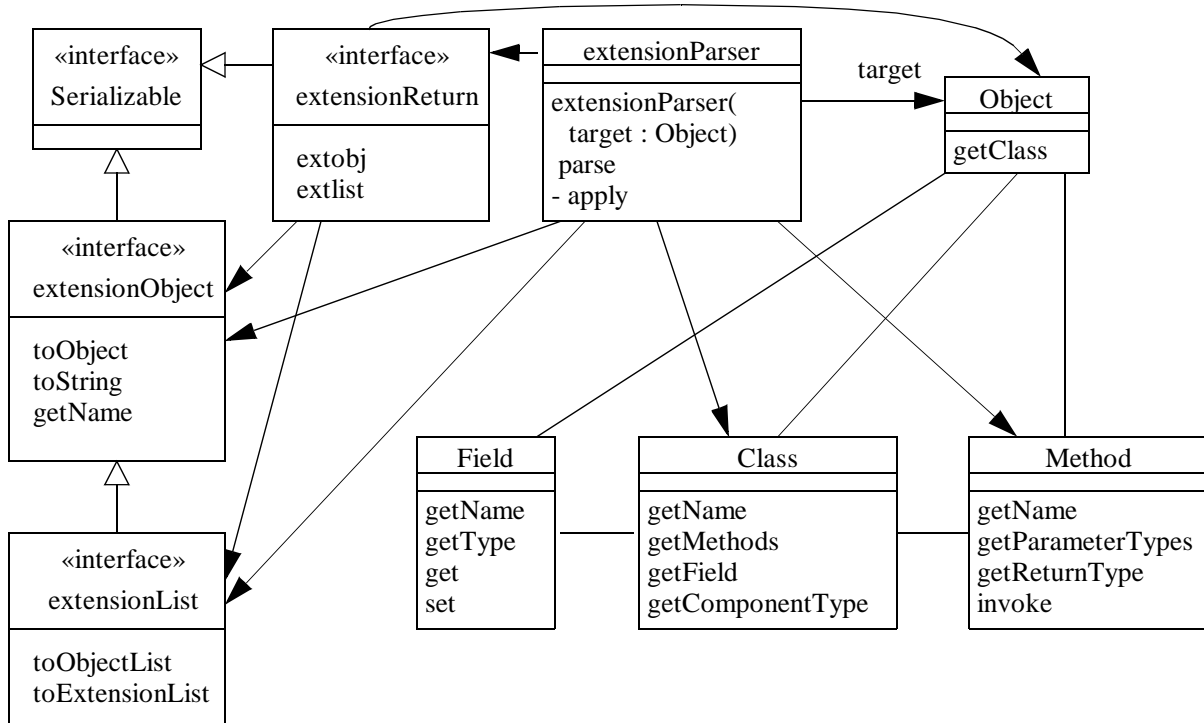 «interface»
Serializable
«interface»
extensionReturn
extobj
extlist
extensionParser
extensionParser(
target : Object)
parse
- apply
target
Object
getClass
«interface»
extensionObject
toObject
toString
getName
«interface»
extensionList
toObjectList
toExtensionList
Field
getName
getType
get
set
Class
getName
getMethods
getField
getComponentType
Method
getName
getParameterTypes
getReturnType
invoke